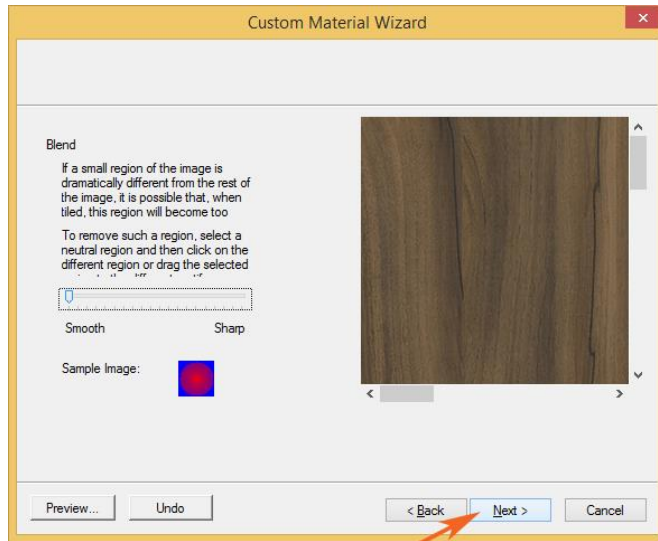 Custom Material Wizard
Blend
If a small region of the image is
dramatically different from the rest of
the image, it is possible that, when
tiled, this region will become too
To remove such a region, select a
neutral region and then click on the
different region or drag the selected
Smooth Sharp
Sample Image:
Preview... Undo < Back Next > Cancel